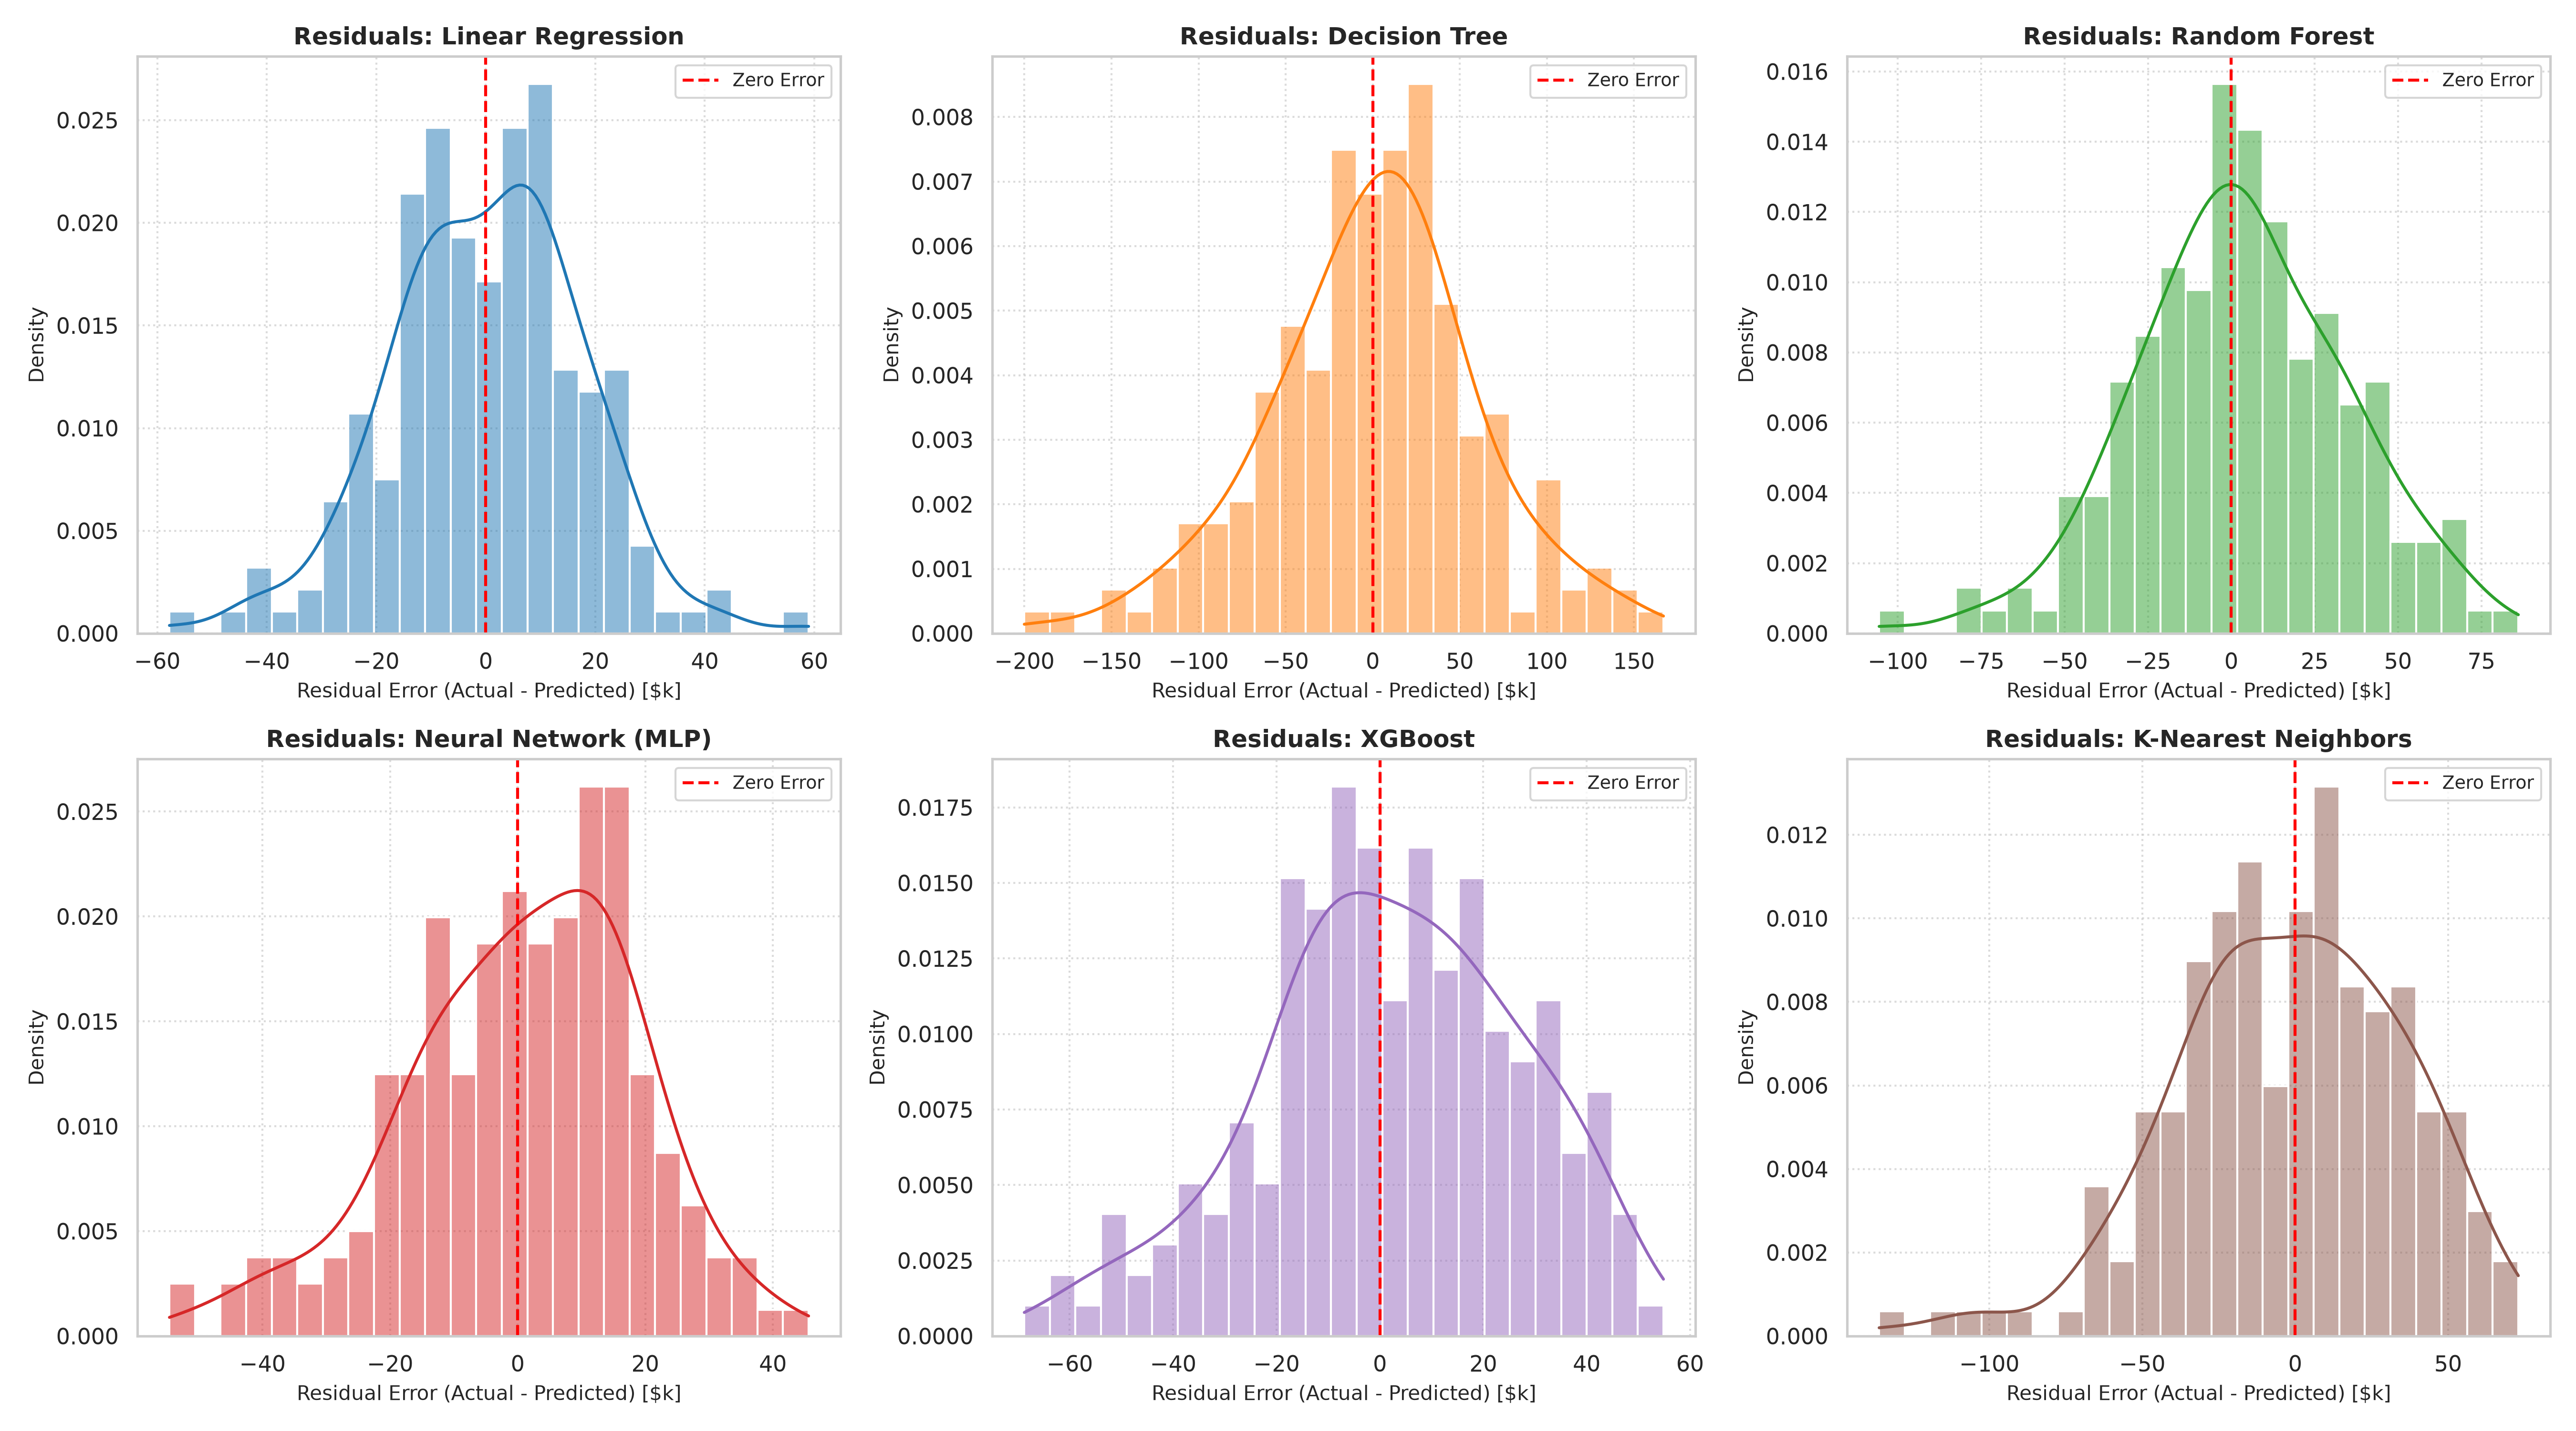 Residuals: Linear Regression
Zero Error
Density
0.025
0.020
0.015
0.010
0.005
0.000
−60 −40 −20 0 20 40 60
Residual Error (Actual - Predicted) [$k]
Residuals: Decision Tree
Zero Error
Density
0.008
0.007
0.006
0.005
0.004
0.003
0.002
0.001
0.000
−200 −150 −100 −50 0 50 100 150
Residual Error (Actual - Predicted) [$k]
Residuals: Random Forest
Zero Error
Density
0.016
0.014
0.012
0.010
0.008
0.006
0.004
0.002
0.000
−100 −75 −50 −25 0 25 50 75
Residual Error (Actual - Predicted) [$k]
Residuals: Neural Network (MLP)
Zero Error
Density
0.025
0.020
0.015
0.010
0.005
0.000
−40 −20 0 20 40
Residual Error (Actual - Predicted) [$k]
Residuals: XGBoost
Zero Error
Density
0.0175
0.0150
0.0125
0.0100
0.0075
0.0050
0.0025
0.0000
−60 −40 −20 0 20 40 60
Residual Error (Actual - Predicted) [$k]
Residuals: K-Nearest Neighbors
Zero Error
Density
0.012
0.010
0.008
0.006
0.004
0.002
0.000
−100 −50 0 50
Residual Error (Actual - Predicted) [$k]